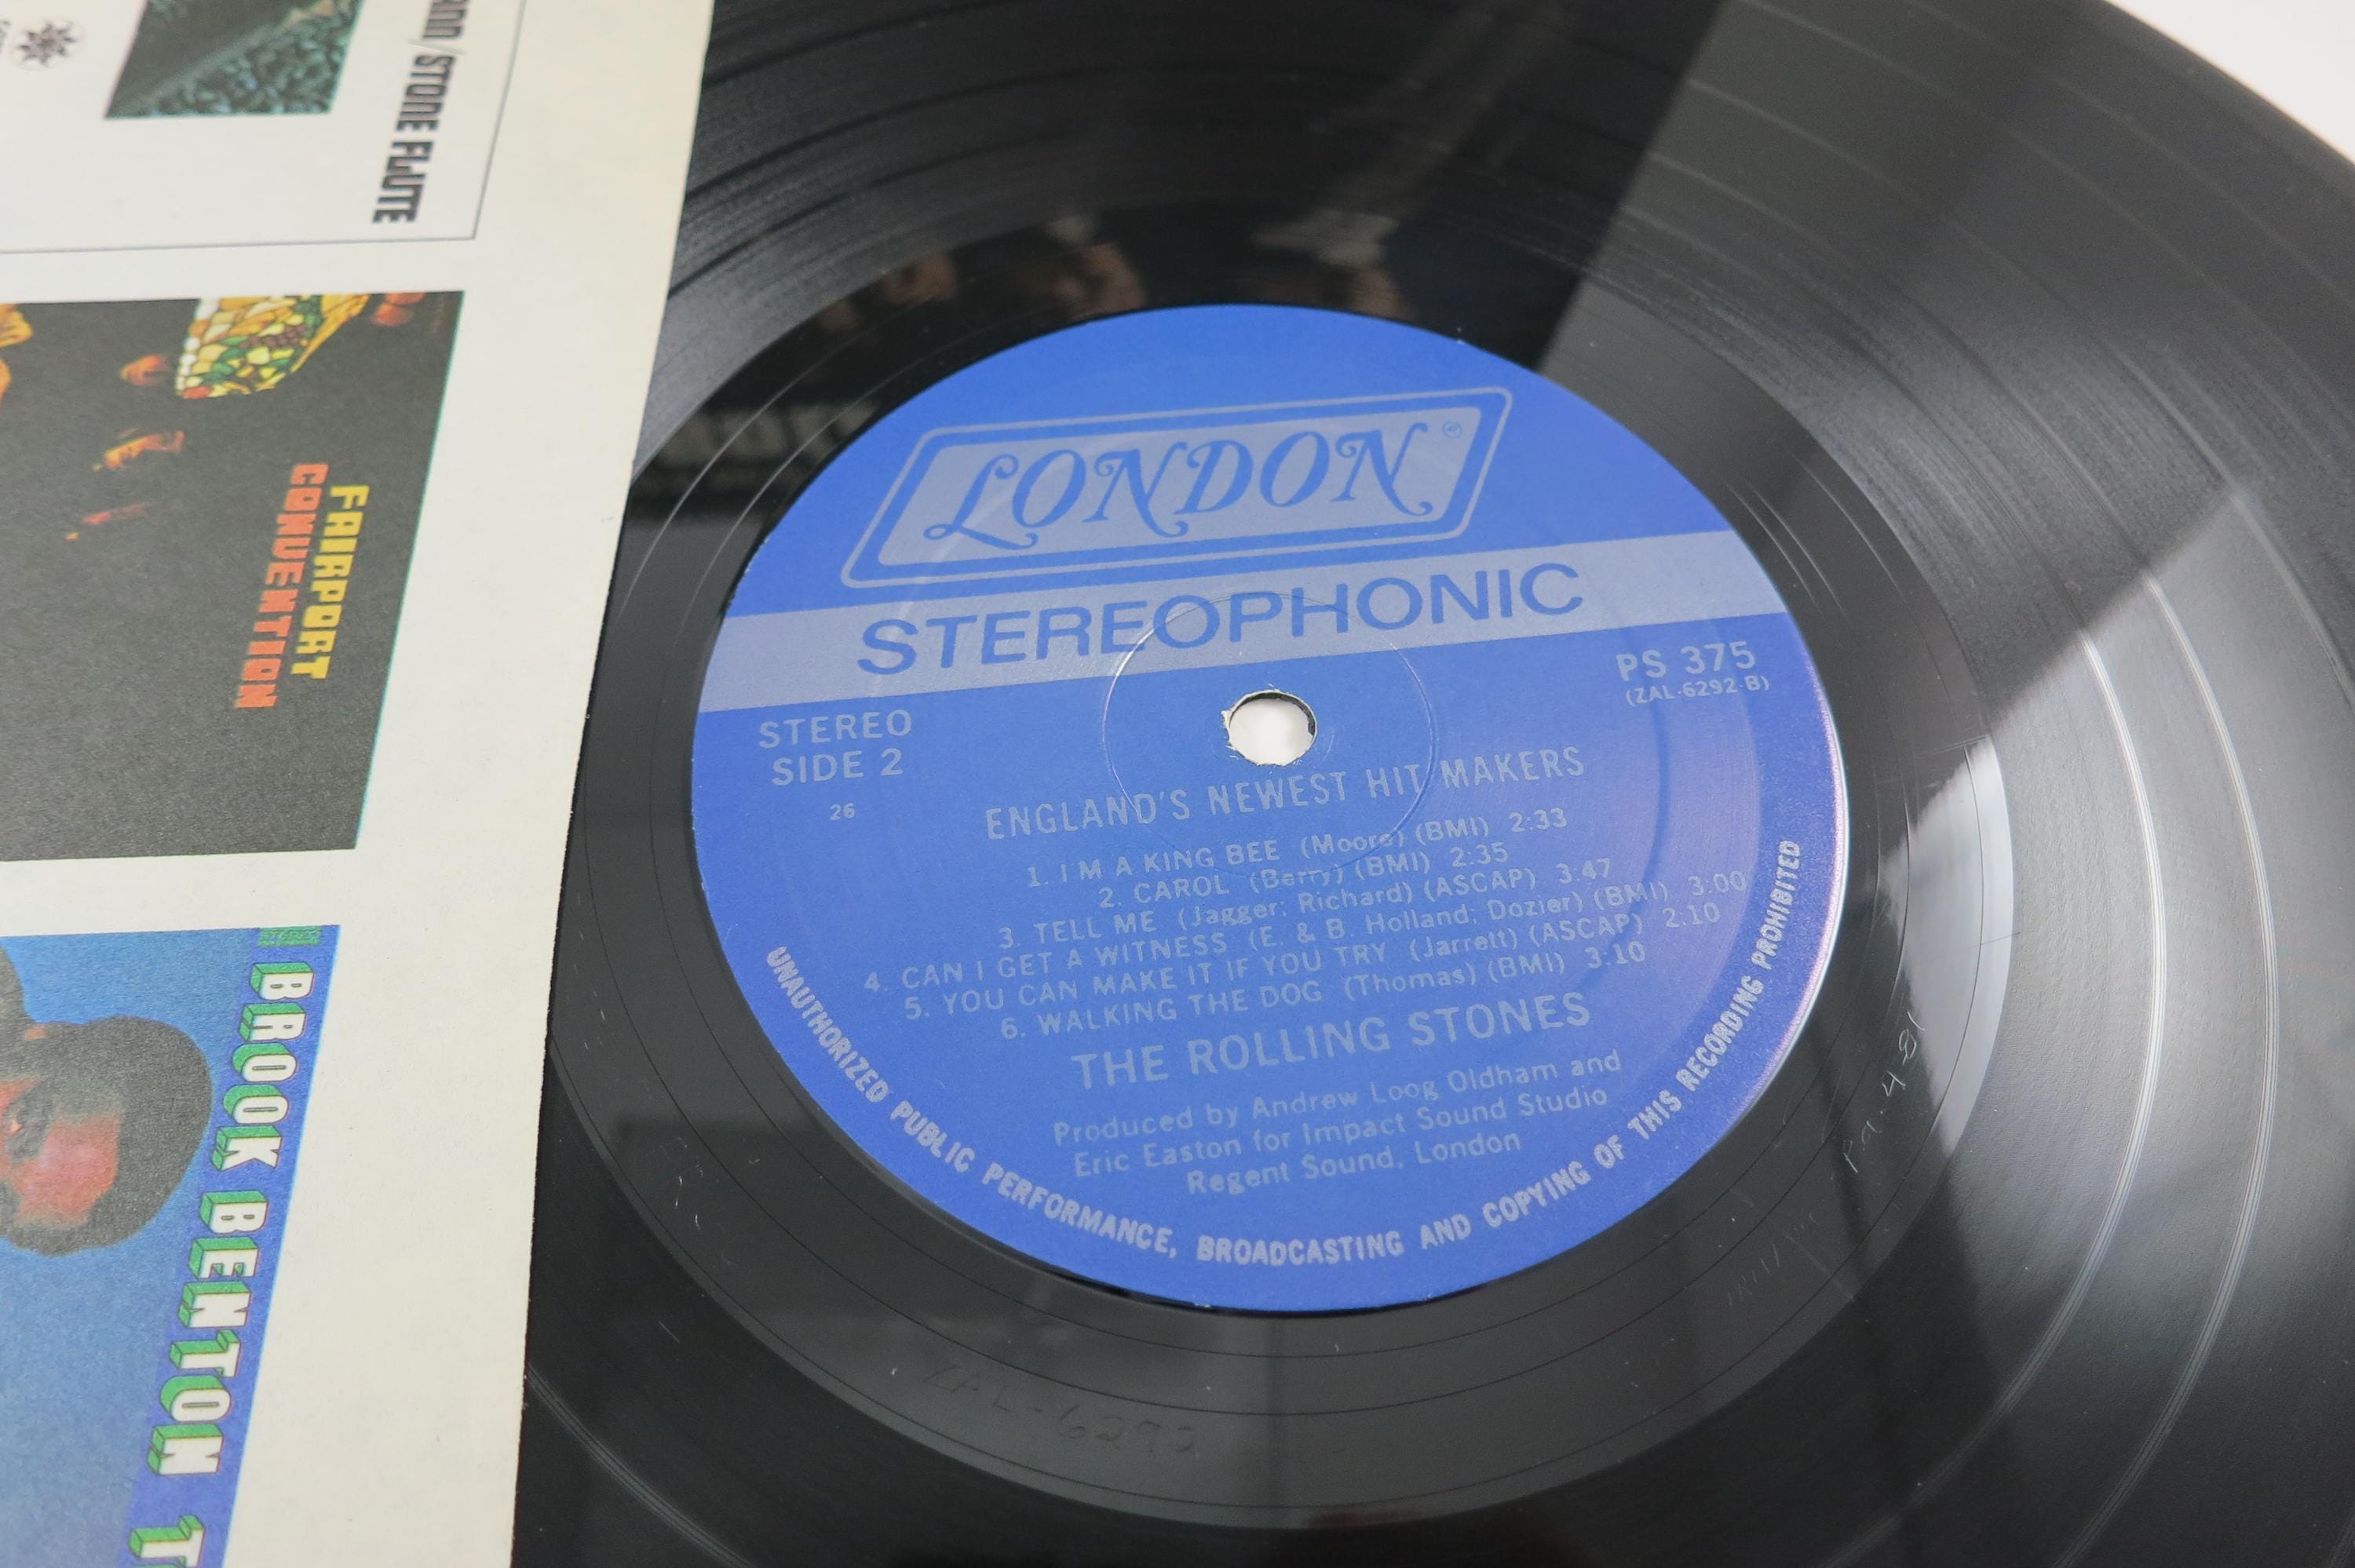 ANN/STONE FLUTE
FAIRPORT
CONVENTION
STEREO
BROOK BENTON T
LONDON
®
STEREOPHONIC
STEREO
SIDE 2
26
PS 375
(ZAL-6292-B)
ENGLAND'S NEWEST HIT MAKERS
1. I'M A KING BEE (Moore) (BMI) 2:33
2. CAROL (Berry) (BMI) 2:35
3. TELL ME (Jagger; Richard) (ASCAP) 3:47
4. CAN I GET A WITNESS (E. & B. Holland; Dozier) (BMI) 3:00
5. YOU CAN MAKE IT IF YOU TRY (Jarrett) (ASCAP) 2:10
6. WALKING THE DOG (Thomas) (BMI) 3:10
THE ROLLING STONES
Produced by Andrew Loog Oldham and
Eric Easton for Impact Sound Studio
Regent Sound, London
UNAUTHORIZED PUBLIC PERFORMANCE, BROADCASTING AND COPYING OF THIS RECORDING PROHIBITED
ZAL-6292